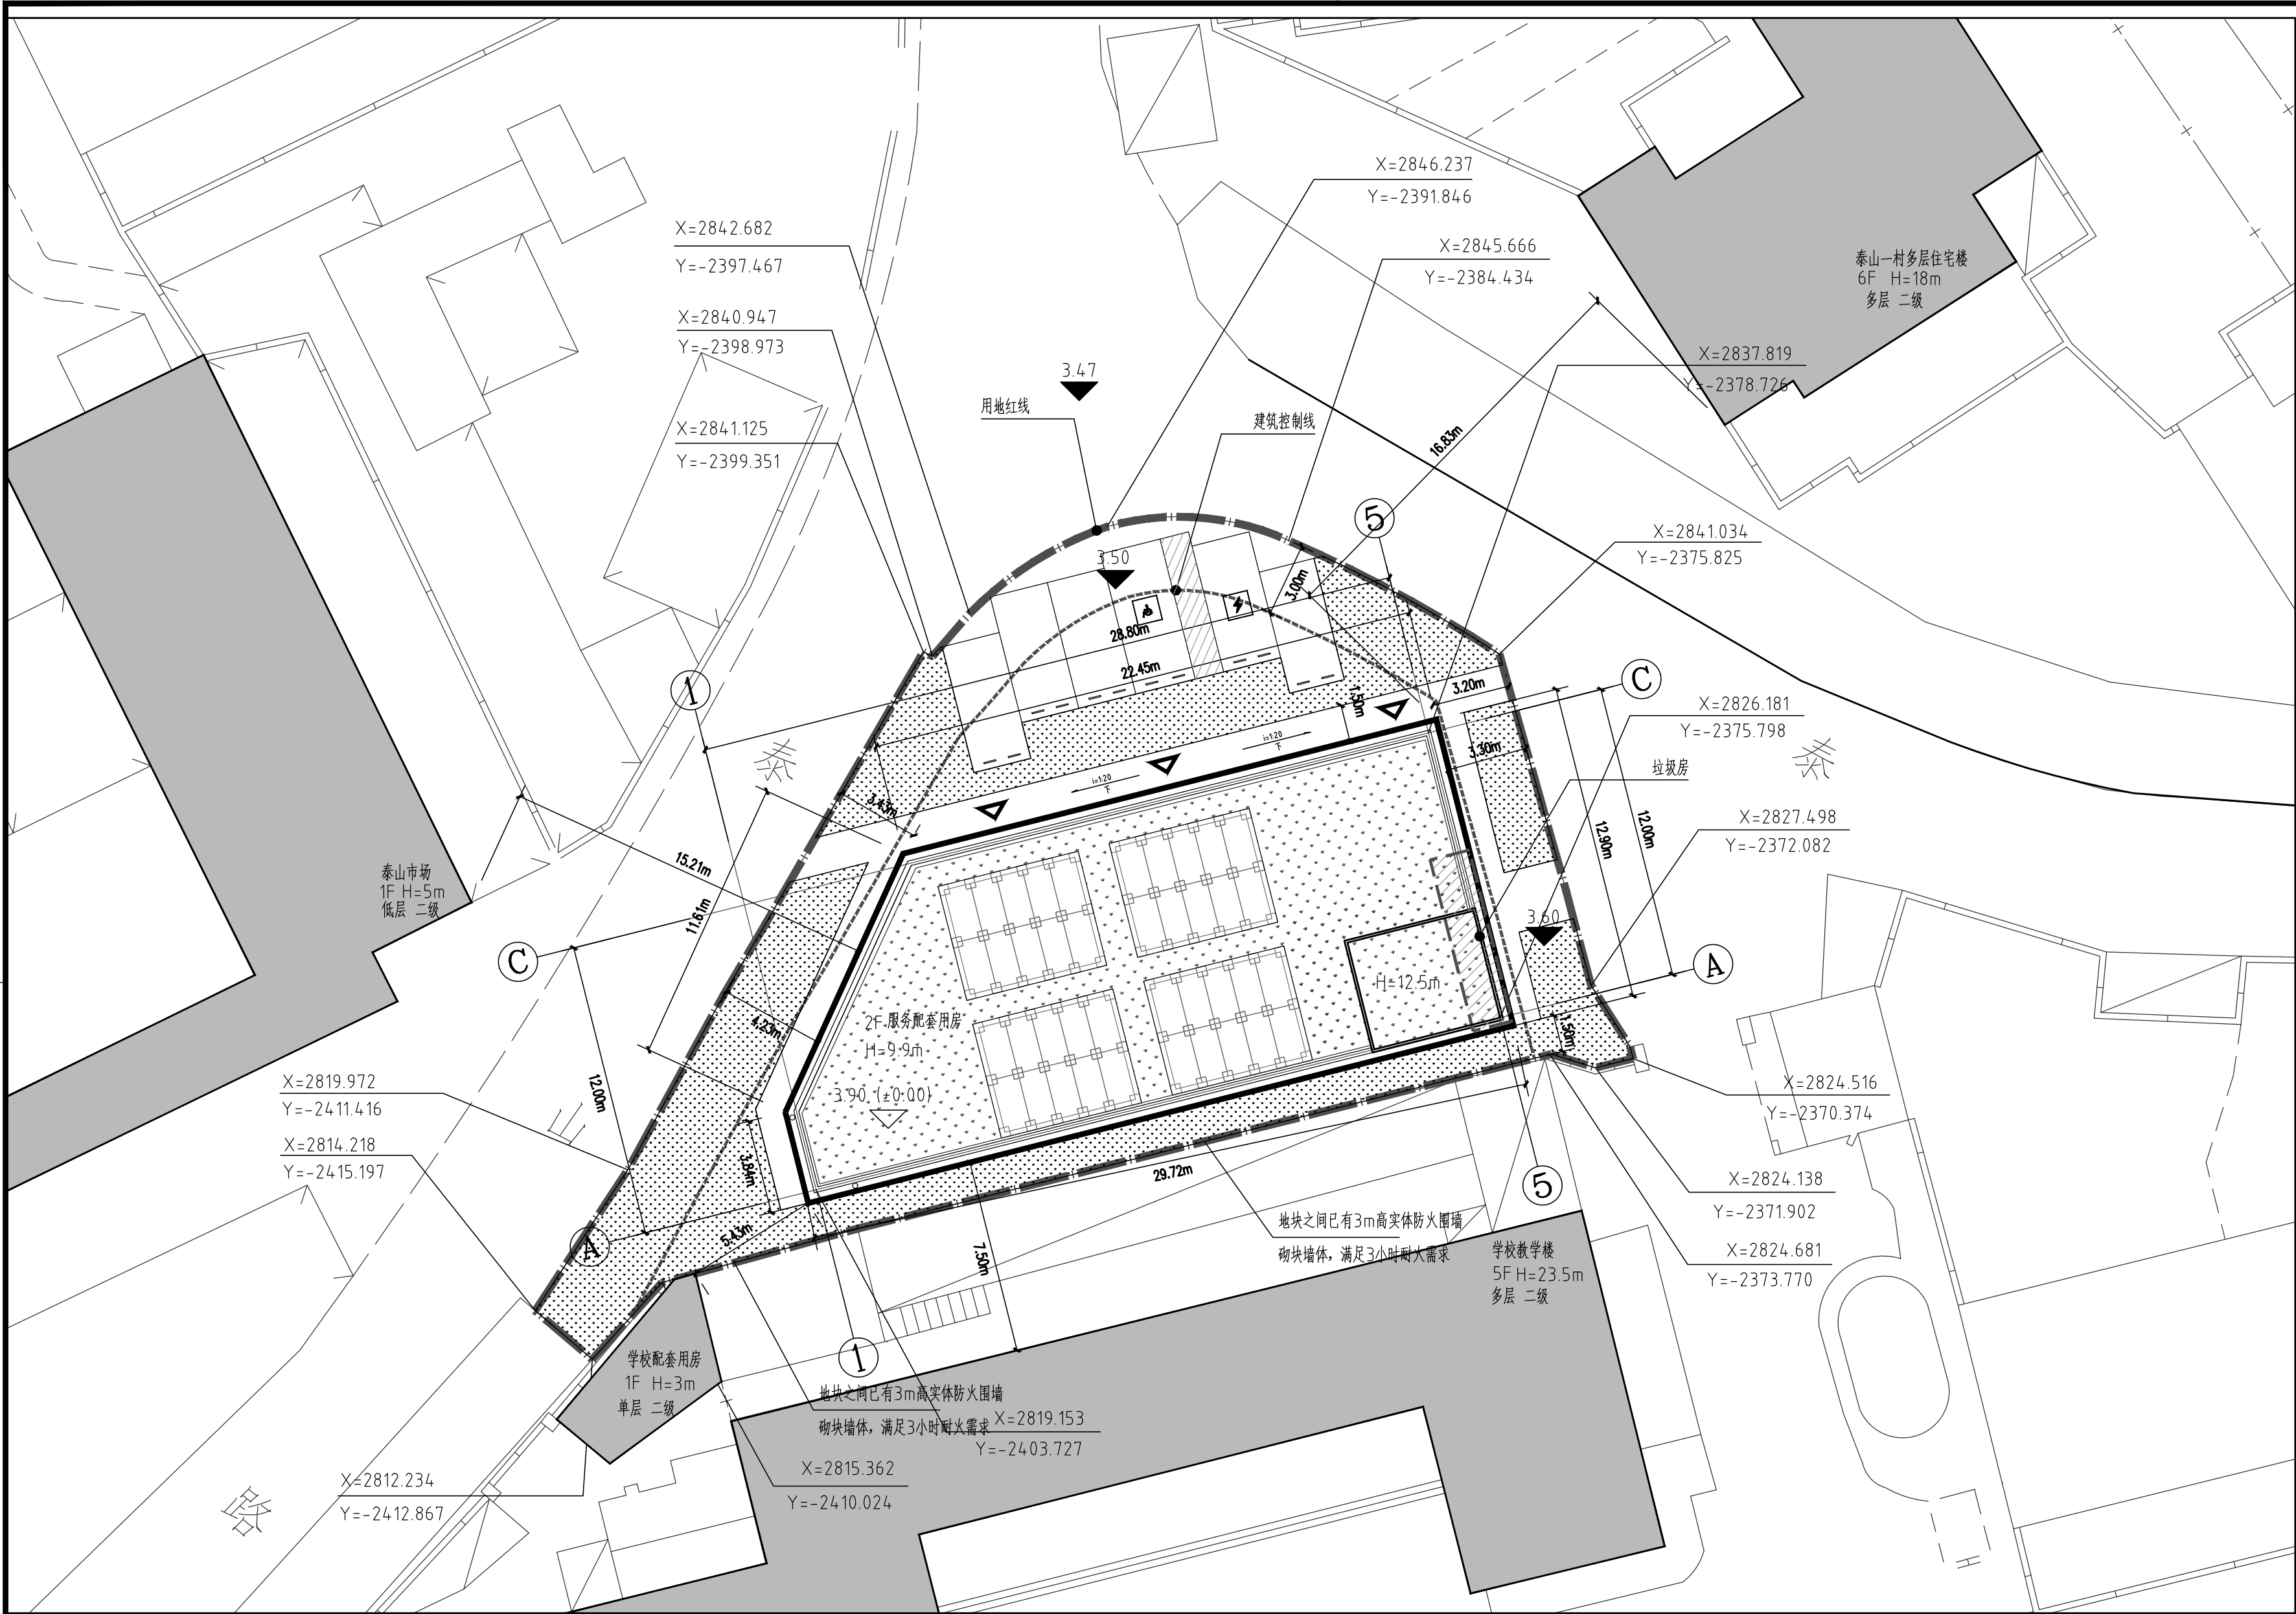 X=2846.237
Y=-2391.846
X=2842.682
Y=-2397.467
X=2845.666
Y=-2384.434
泰山一村多层住宅楼
6F H=18m
多层 二级
X=2840.947
Y=-2398.973
X=2837.819
Y=-2378.726
3.47
用地红线
建筑控制线
X=2841.125
Y=-2399.351
16.83m
5
X=2841.034
Y=-2375.825
3.50
3.00m
28.80m
22.45m
1
C
3.20m
1.50m
X=2826.181
Y=-2375.798
泰
泰
i=1:20
下
i=1:20
下
3.30m
垃圾房
3.43m
12.90m
12.00m
X=2827.498
Y=-2372.082
泰山市场
1F H=5m
低层 二级
15.21m
11.61m
3.60
C
A
H=12.5m
4.23m
2F 服务配套用房
H=9.9m
3.90 (±0.00)
1.50m
X=2819.972
Y=-2411.416
12.00m
X=2824.516
Y=-2370.374
X=2814.218
Y=-2415.197
3.84m
29.72m
5
X=2824.138
Y=-2371.902
A
5.43m
7.50m
地块之间已有3m高实体防火围墙
砌块墙体，满足3小时耐火需求
学校教学楼
5F H=23.5m
多层 二级
X=2824.681
Y=-2373.770
1
学校配套用房
1F H=3m
单层 二级
地块之间已有3m高实体防火围墙
砌块墙体，满足3小时耐火需求
X=2819.153
Y=-2403.727
X=2815.362
Y=-2410.024
X=2812.234
Y=-2412.867
路